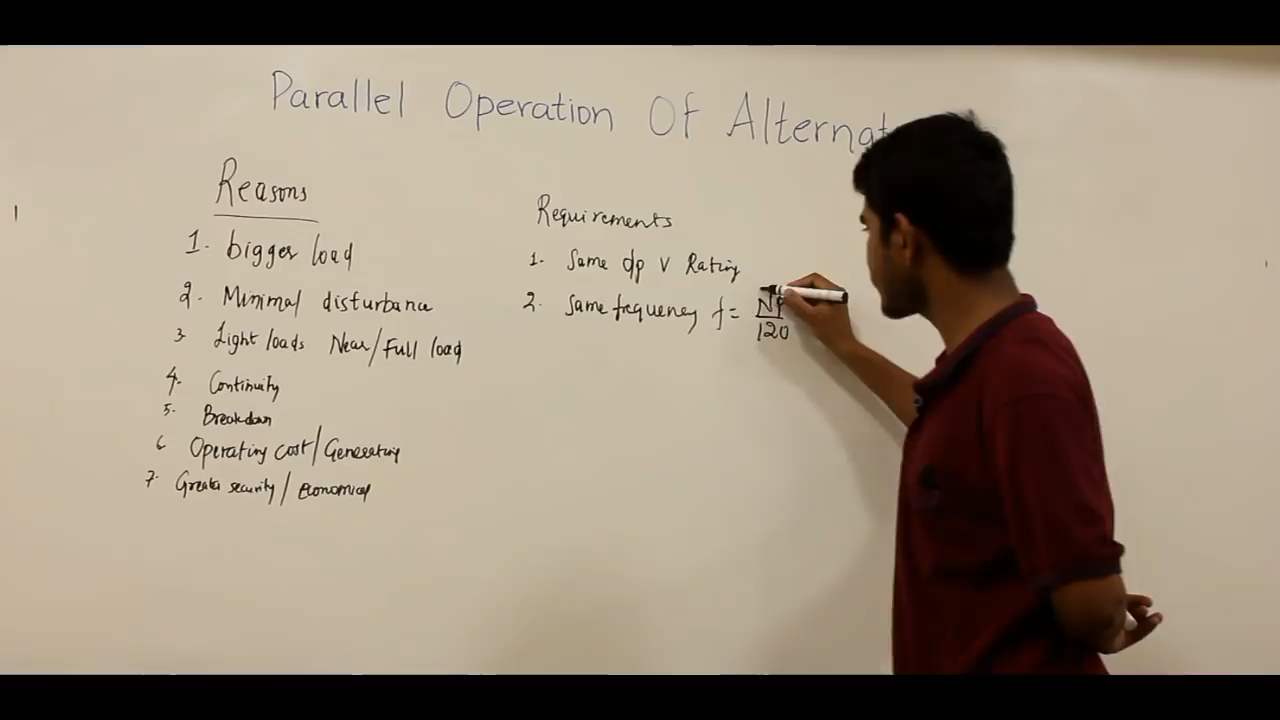 Parallel Operation Of Alternat
Reasons
1. bigger load
2. Minimal disturbance
3 Light loads Near/Full load
4. Continuity
5. Breakdown
6 Operating cost/Generating
7. Greater security/Economical
Requirements
1. Same o/p V Rating
2. Same frequency f = NP
120